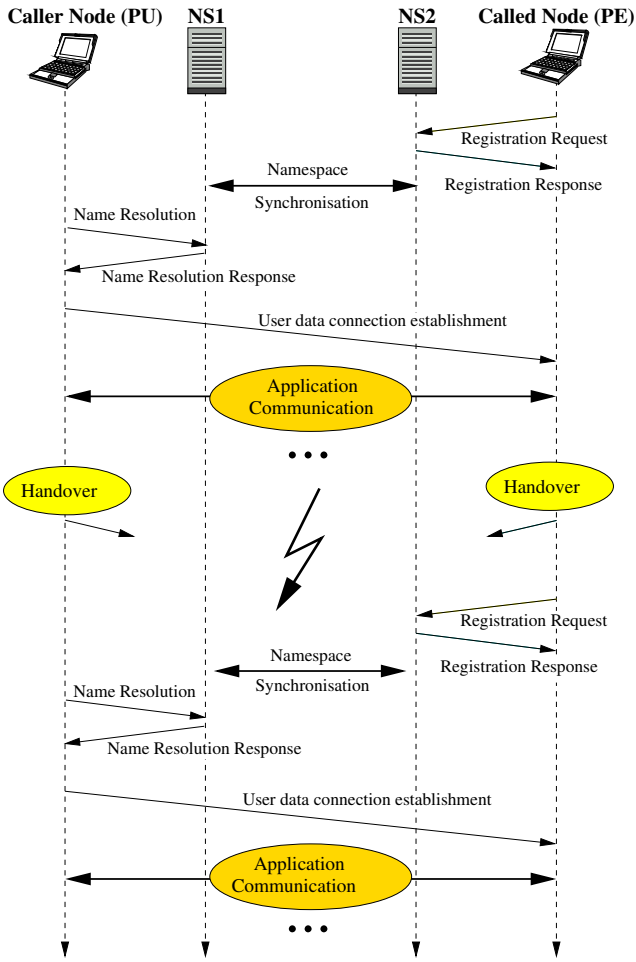 Caller Node (PU) NS1 NS2 Called Node (PE)
Registration Request
Namespace
Registration Response
Synchronisation
Name Resolution
Name Resolution Response
User data connection establishment
Application
Communication
Handover
Handover
Registration Request
Namespace
Registration Response
Synchronisation
Name Resolution
Name Resolution Response
User data connection establishment
Application
Communication